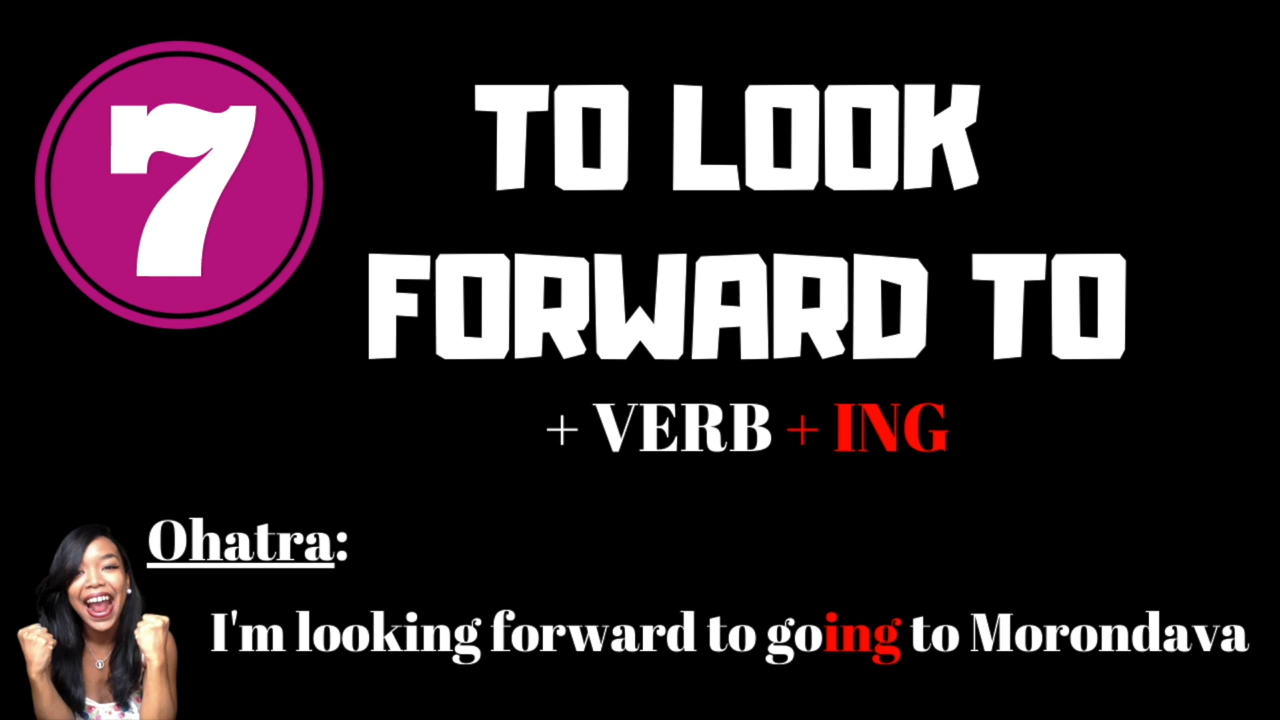 7
TO LOOK
FORWARD TO
+ VERB + ING
Ohatra:
I'm looking forward to going to Morondava